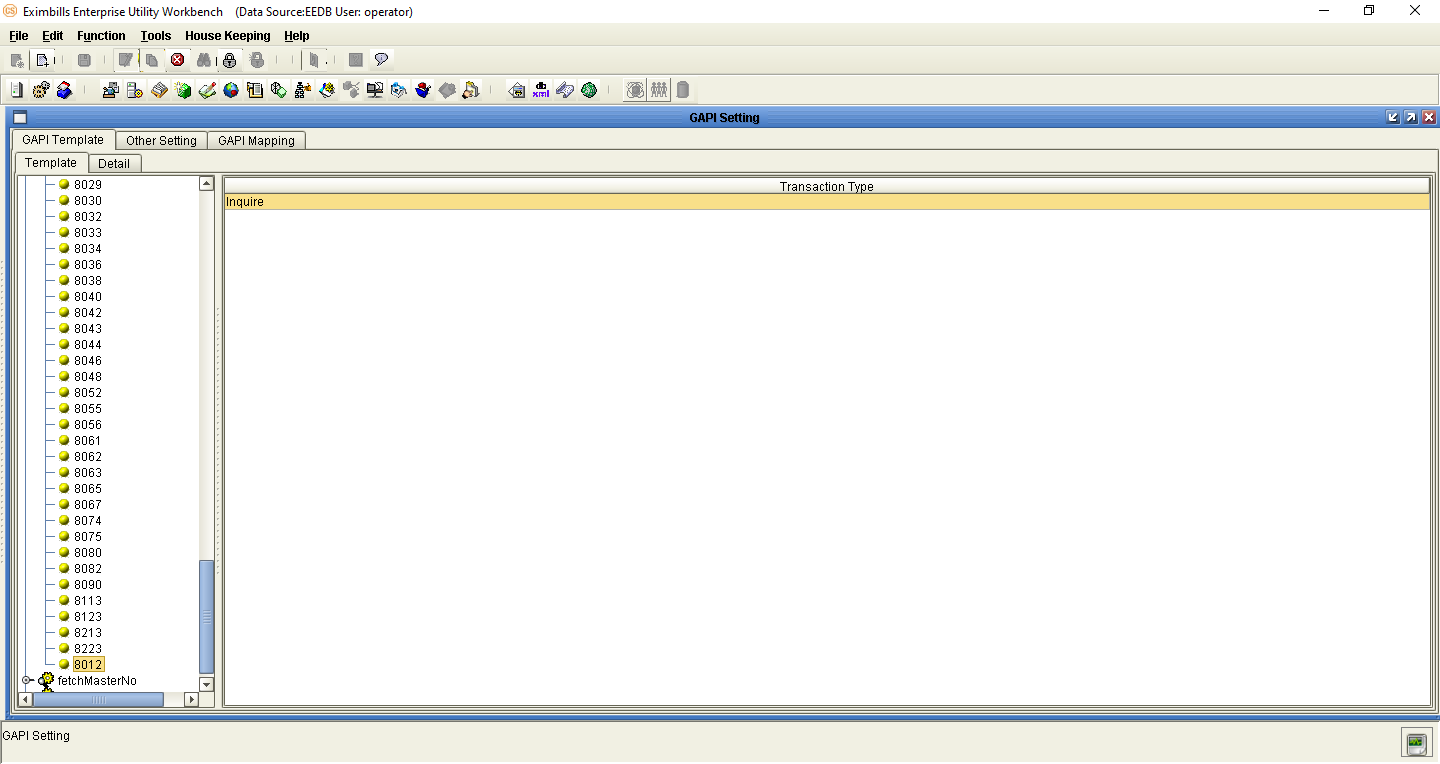 CS Eximbills Enterprise Utility Workbench (Data Source:EEDB User: operator)
File Edit Function Tools House Keeping Help
db
xml
GAPI Setting
GAPI Template Other Setting GAPI Mapping
Template Detail
Transaction Type
Inquire
8029
8030
8032
8033
8034
8036
8038
8040
8042
8043
8044
8046
8048
8052
8055
8056
8061
8062
8063
8065
8067
8074
8075
8080
8082
8090
8113
8123
8213
8223
8012
fetchMasterNo
GAPI Setting